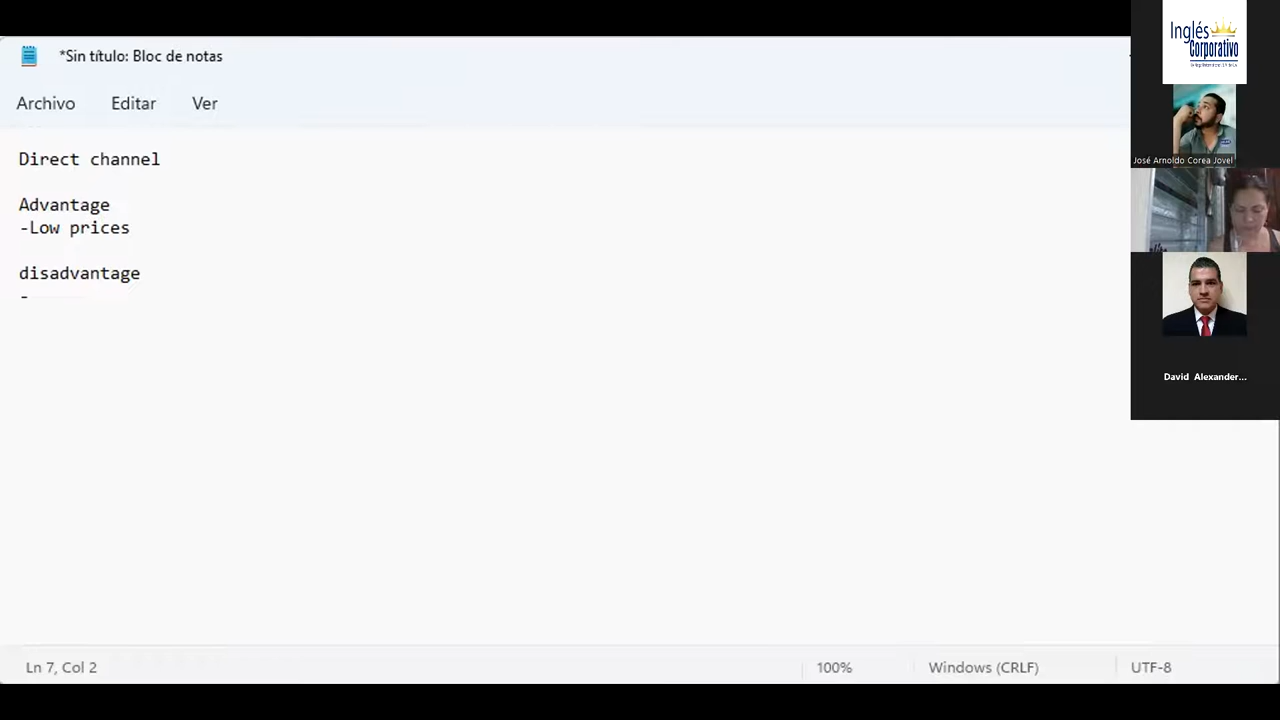 *Sin título: Bloc de notas
Archivo Editar Ver
Direct channel
Advantage
-Low prices
disadvantage
-
Ln 7, Col 2
100%
Windows (CRLF)
UTF-8
Inglés
Corporativo
José Arnoldo Corea Jovel
David Alexander...